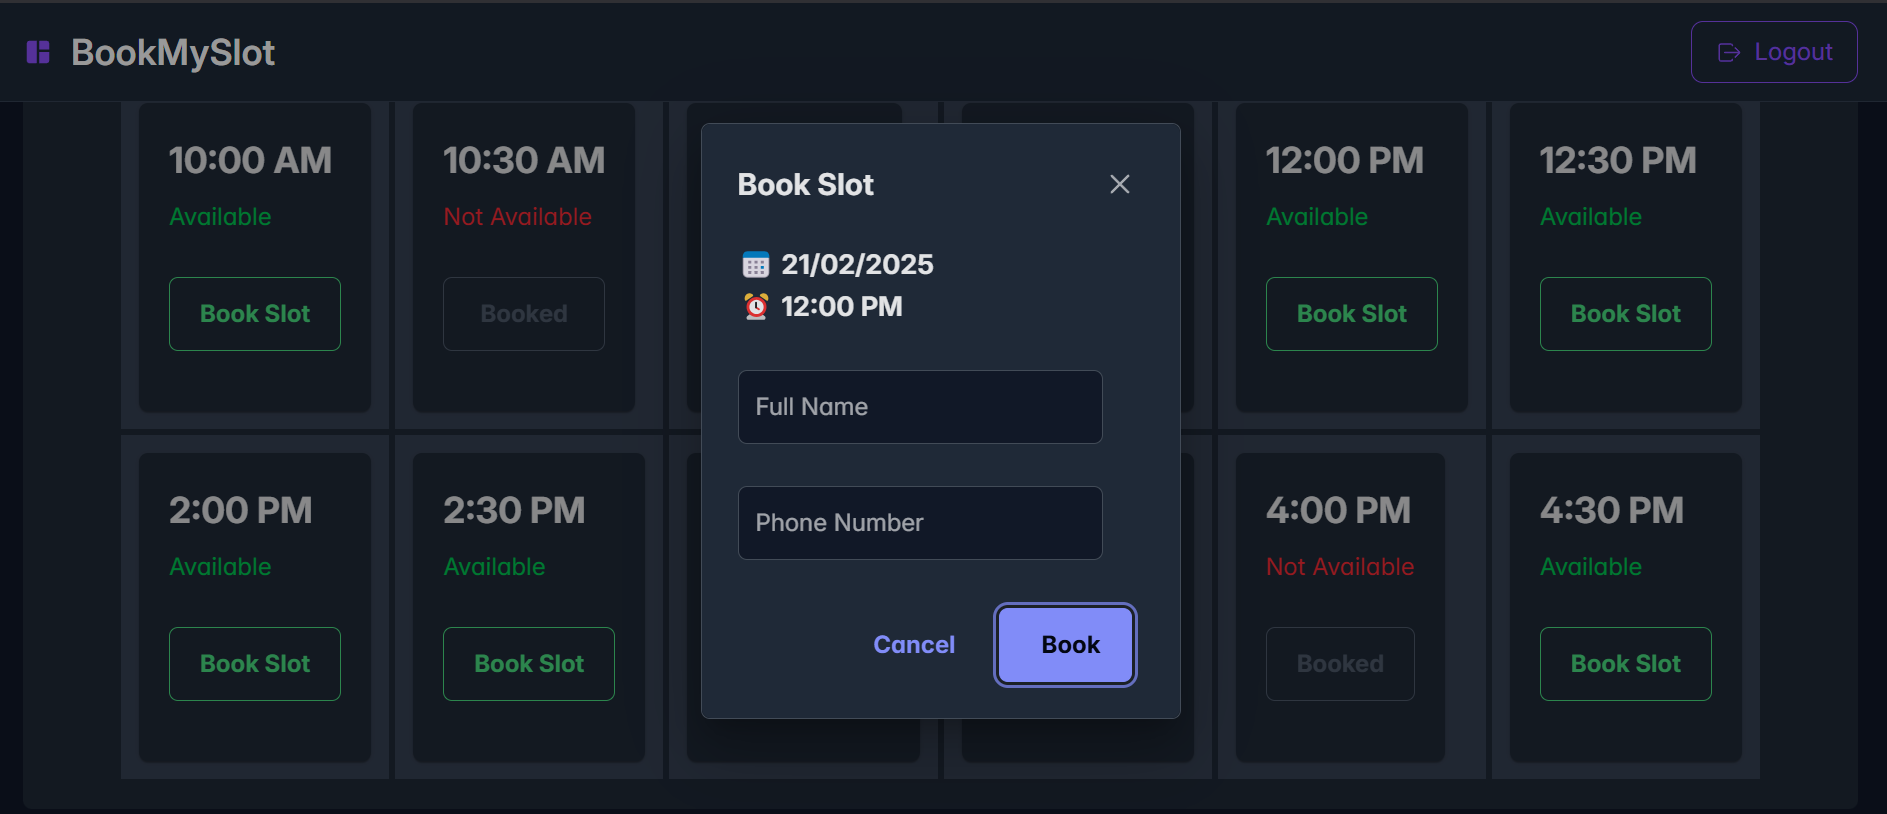 BookMySlot
Logout
10:00 AM
Available
Book Slot
10:30 AM
Not Available
Booked
12:00 PM
Available
Book Slot
12:30 PM
Available
Book Slot
2:00 PM
Available
Book Slot
2:30 PM
Available
Book Slot
4:00 PM
Not Available
Booked
4:30 PM
Available
Book Slot
Book Slot
21/02/2025
12:00 PM
Full Name
Phone Number
Cancel
Book